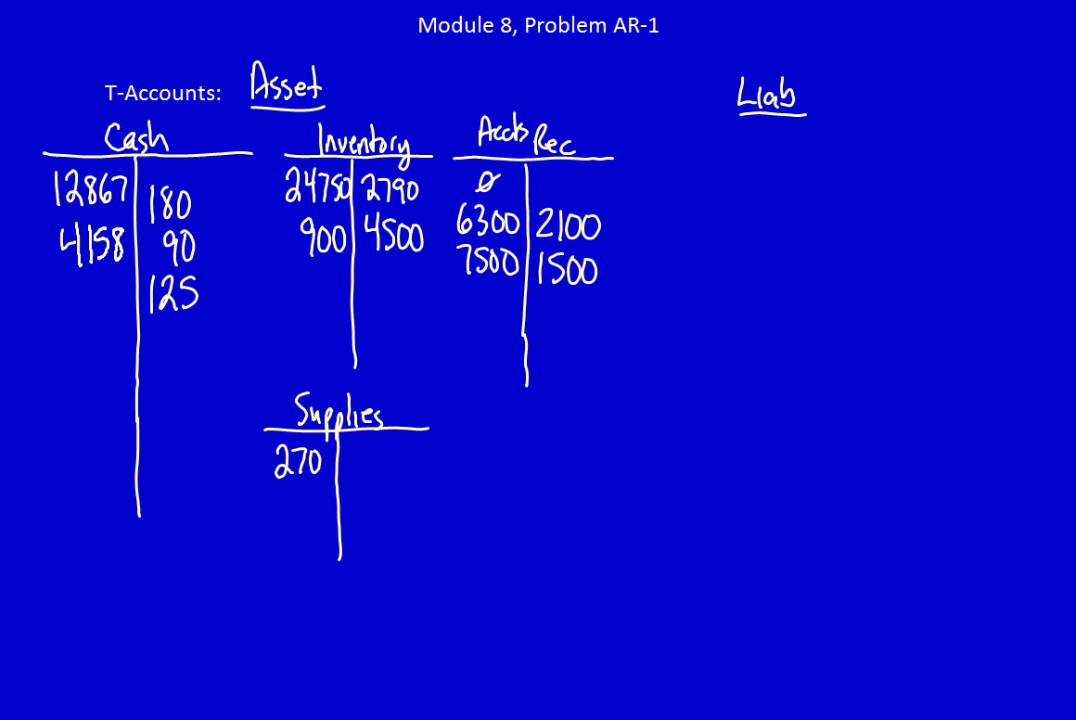 Module 8, Problem AR-1
T-Accounts: Asset Liab
Cash Inventory Accts Rec
12867 180 24750 2790 0
4158 90 900 4500 6300 2100
125 7500 1500
Supplies
270